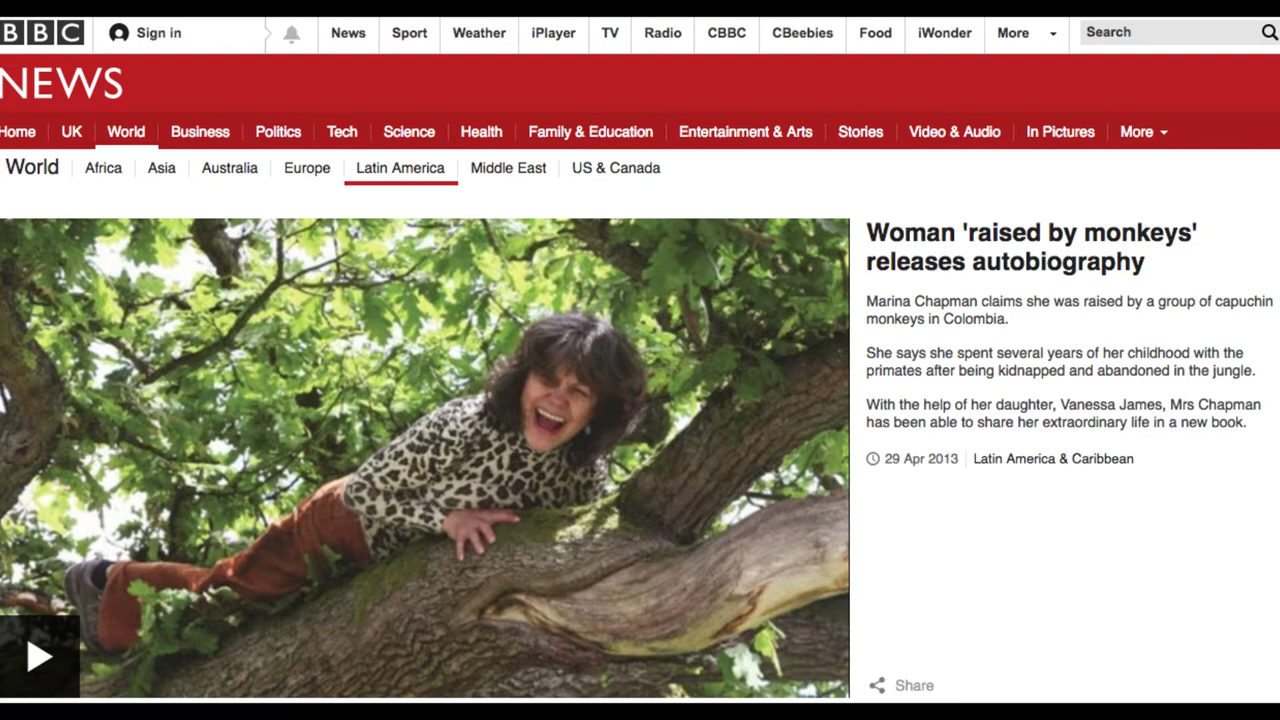 BBC Sign in News Sport Weather iPlayer TV Radio CBBC CBeebies Food iWonder More Search
NEWS
Home UK World Business Politics Tech Science Health Family & Education Entertainment & Arts Stories Video & Audio In Pictures More
World Africa Asia Australia Europe Latin America Middle East US & Canada
Woman 'raised by monkeys'
releases autobiography
Marina Chapman claims she was raised by a group of capuchin
monkeys in Colombia.
She says she spent several years of her childhood with the
primates after being kidnapped and abandoned in the jungle.
With the help of her daughter, Vanessa James, Mrs Chapman
has been able to share her extraordinary life in a new book.
29 Apr 2013 Latin America & Caribbean
Share